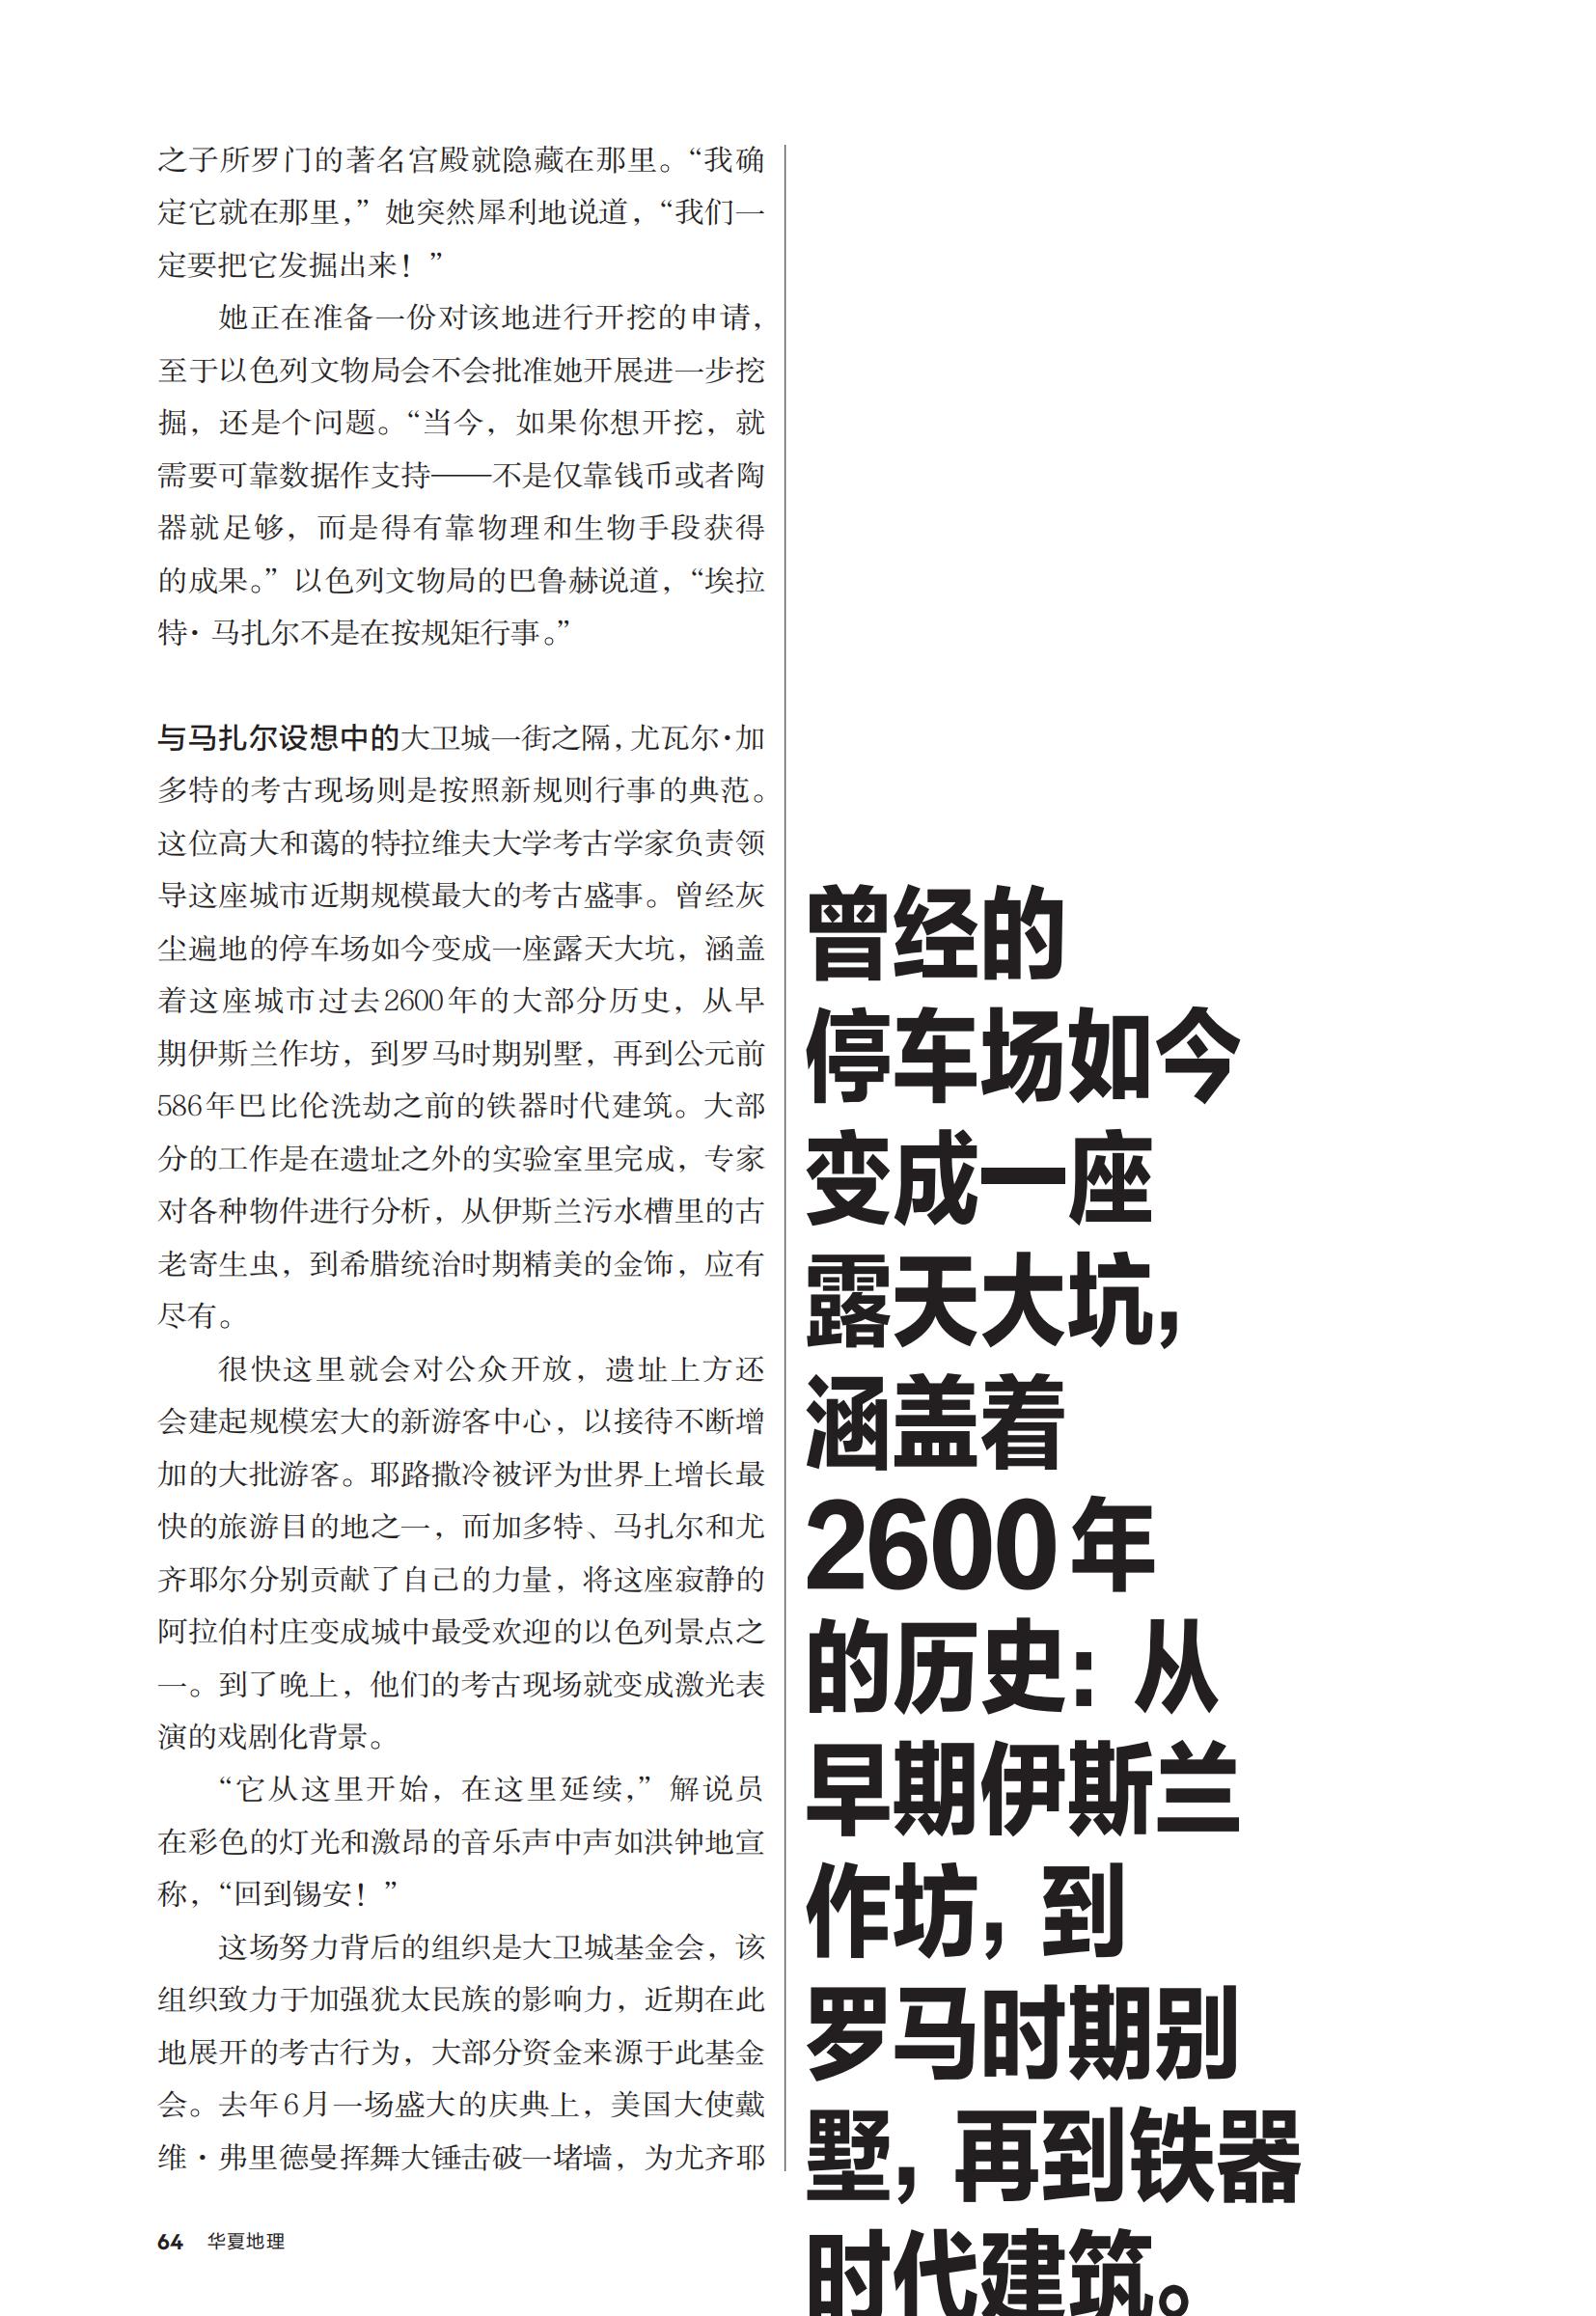 之子所罗门的著名宫殿就隐藏在那里。“我确
定它就在那里，”她突然犀利地说道，“我们一
定要把它发掘出来！”
她正在准备一份对该地进行开挖的申请，
至于以色列文物局会不会批准她开展进一步挖
掘，还是个问题。“当今，如果你想开挖，就
需要可靠数据作支持——不是仅靠钱币或者陶
器就足够，而是得有靠物理和生物手段获得
的成果。”以色列文物局的巴鲁赫说道，“埃拉
特·马扎尔不是在按规矩行事。”
与马扎尔设想中的大卫城一街之隔，尤瓦尔·加
多特的考古现场则是按照新规则行事的典范。
这位高大和蔼的特拉维夫大学考古学家负责领
导这座城市近期规模最大的考古盛事。曾经灰
尘遍地的停车场如今变成一座露天大坑，涵盖
着这座城市过去2600年的大部分历史，从早
期伊斯兰作坊，到罗马时期别墅，再到公元前
586年巴比伦洗劫之前的铁器时代建筑。大部
分的工作是在遗址之外的实验室里完成，专家
对各种物件进行分析，从伊斯兰污水槽里的古
老寄生虫，到希腊统治时期精美的金饰，应有
尽有。
很快这里就会对公众开放，遗址上方还
会建起规模宏大的新游客中心，以接待不断增
加的大批游客。耶路撒冷被评为世界上增长最
快的旅游目的地之一，而加多特、马扎尔和尤
齐耶尔分别贡献了自己的力量，将这座寂静的
阿拉伯村庄变成城中最受欢迎的以色列景点之
一。到了晚上，他们的考古现场就变成激光表
演的戏剧化背景。
“它从这里开始，在这里延续，”解说员
在彩色的灯光和激昂的音乐声中声如洪钟地宣
称，“回到锡安！”
这场努力背后的组织是大卫城基金会，该
组织致力于加强犹太民族的影响力，近期在此
地展开的考古行为，大部分资金来源于此基金
会。去年6月一场盛大的庆典上，美国大使戴
维·弗里德曼挥舞大锤击破一堵墙，为尤齐耶
曾经的
停车场如今
变成一座
露天大坑，
涵盖着
2600年
的历史：从
早期伊斯兰
作坊，到
罗马时期别
墅，再到铁器
时代建筑。
64 华夏地理